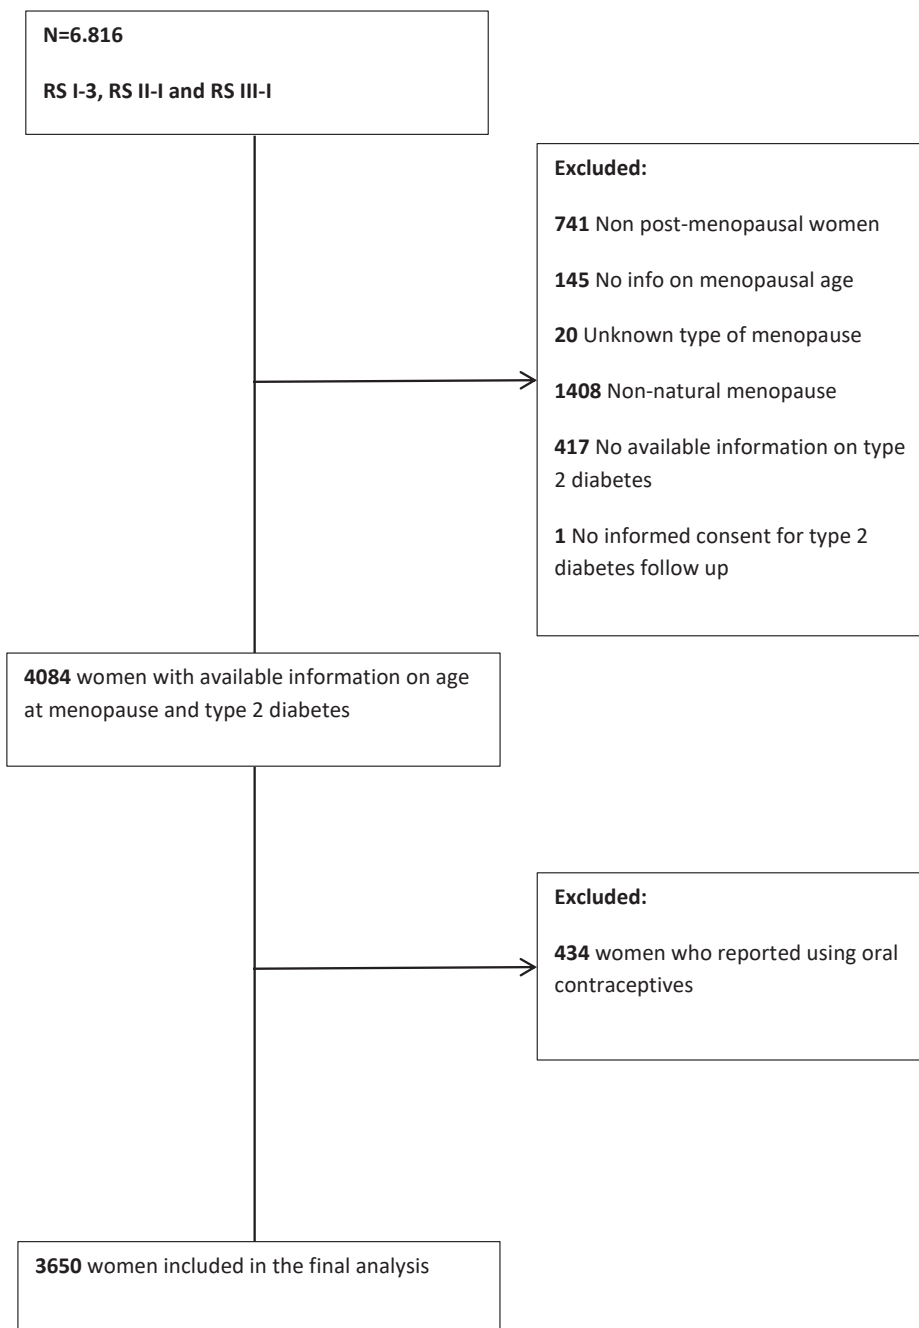 N=6.816
RS I-3, RS II-I and RS III-I
Excluded:
741 Non post-menopausal women
145 No info on menopausal age
20 Unknown type of menopause
1408 Non-natural menopause
417 No available information on type
2 diabetes
1 No informed consent for type 2
diabetes follow up
4084 women with available information on age
at menopause and type 2 diabetes
Excluded:
434 women who reported using oral
contraceptives
3650 women included in the final analysis